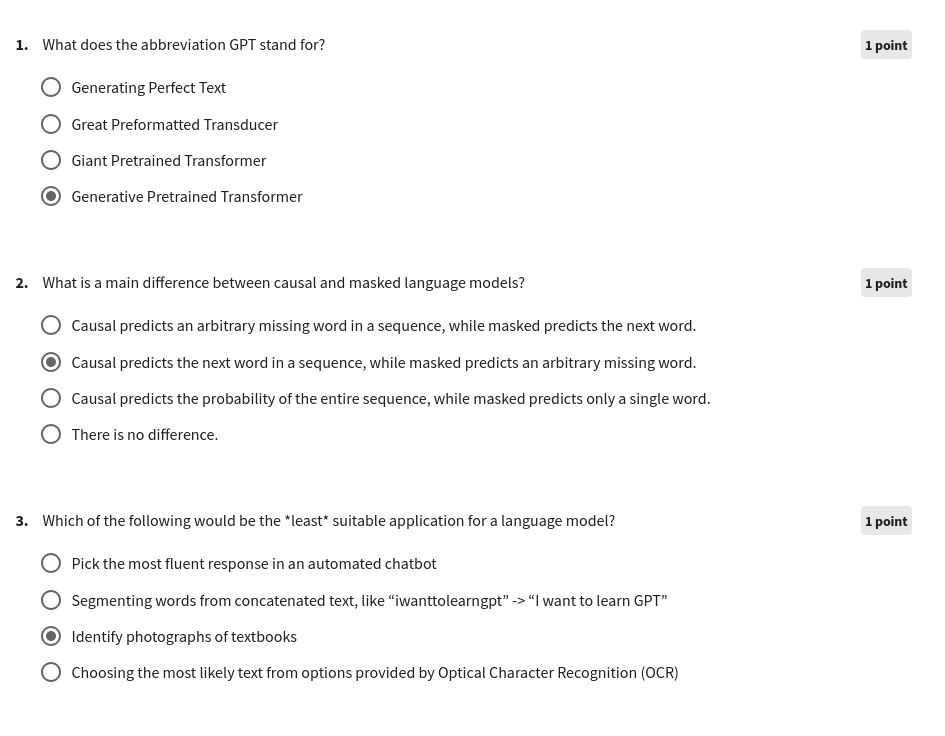 1. What does the abbreviation GPT stand for? 1 point
Generating Perfect Text
Great Preformatted Transducer
Giant Pretrained Transformer
Generative Pretrained Transformer
2. What is a main difference between causal and masked language models? 1 point
Causal predicts an arbitrary missing word in a sequence, while masked predicts the next word.
Causal predicts the next word in a sequence, while masked predicts an arbitrary missing word.
Causal predicts the probability of the entire sequence, while masked predicts only a single word.
There is no difference.
3. Which of the following would be the *least* suitable application for a language model? 1 point
Pick the most fluent response in an automated chatbot
Segmenting words from concatenated text, like “iwanttolearngpt” -> “I want to learn GPT”
Identify photographs of textbooks
Choosing the most likely text from options provided by Optical Character Recognition (OCR)